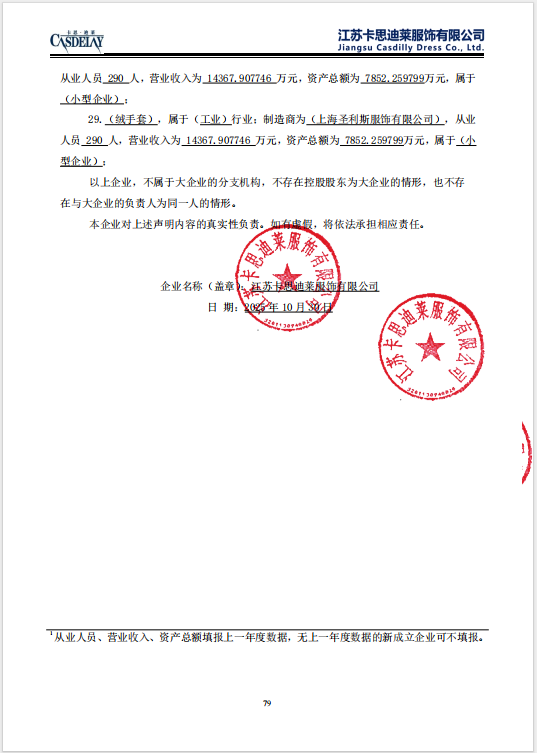 卡思·迪莱
CASDELAY
江苏卡思迪莱服饰有限公司
Jiangsu Casdilly Dress Co., Ltd.
从业人员 290 人，营业收入为 14367.907746 万元，资产总额为 7852.259799万元，属于
（小型企业）；
29.（绒手套），属于（工业）行业；制造商为（上海圣利斯服饰有限公司），从业
人员 290 人，营业收入为 14367.907746 万元，资产总额为 7852.259799万元，属于（小
型企业）；
以上企业，不属于大企业的分支机构，不存在控股股东为大企业的情形，也不存
在与大企业的负责人为同一人的情形。
本企业对上述声明内容的真实性负责。如有虚假，将依法承担相应责任。
企业名称（盖章）：江苏卡思迪莱服饰有限公司
日 期：2025 年 10 月 30 日
江苏卡思迪莱服饰有限公司
江苏卡思迪莱服饰有限公司
1从业人员、营业收入、资产总额填报上一年度数据，无上一年度数据的新成立企业可不填报。
79